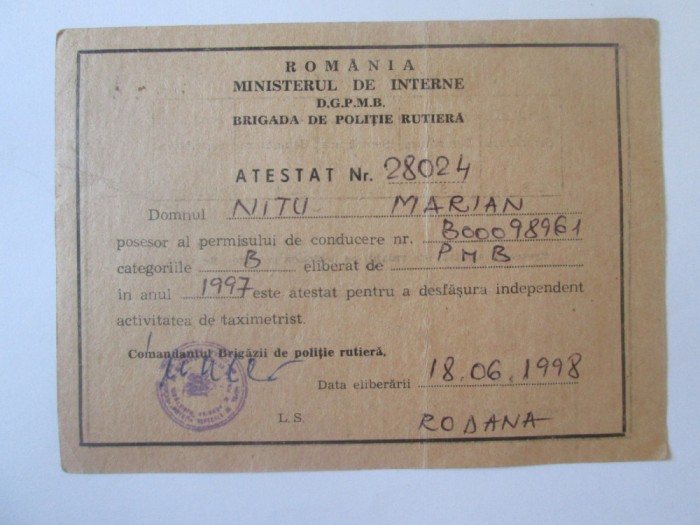 ROMÂNIA
MINISTERUL DE INTERNE
D.G.P.M.B.
BRIGADA DE POLIȚIE RUTIERĂ
ATESTAT Nr. 28024
Domnul NITU MARIAN
posesor al permisului de conducere nr. B00098961
categoriile B eliberat de PMB
în anul 1997 este atestat pentru a desfășura independent
activitatea de taximetrist.
Comandantul Brigăzii de poliție rutieră,
Data eliberării 18.06.1998
L.S. RODANA